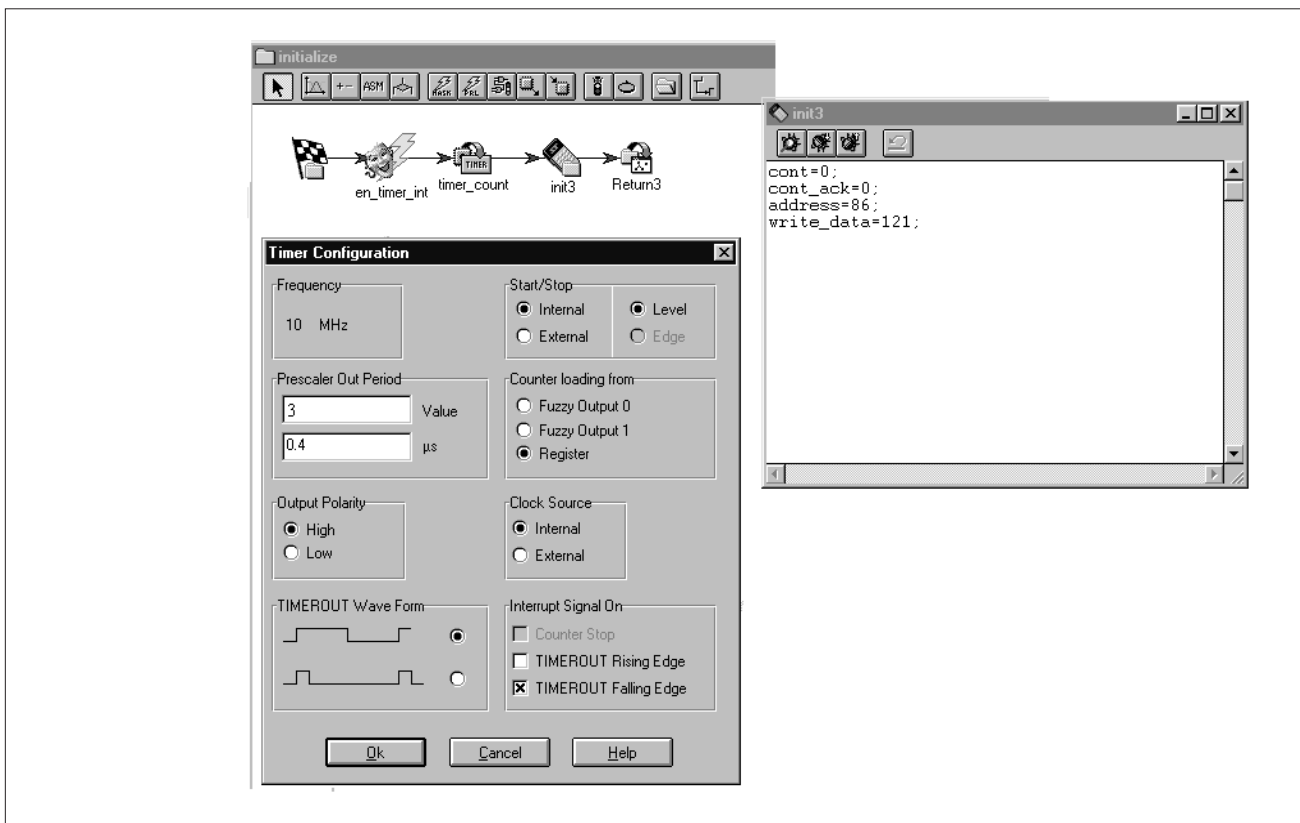 initialize
+-
ASM
MASK
PRL
TIMER
en_timer_int
timer_count
init3
Return3
init3
cont=0;
cont_ack=0;
address=86;
write_data=121;
Timer Configuration
Frequency
10 MHz
Start/Stop
Internal
Level
External
Edge
Prescaler Out Period
3 Value
0.4 µs
Counter loading from
Fuzzy Output 0
Fuzzy Output 1
Register
Output Polarity
High
Low
Clock Source
Internal
External
TIMEROUT Wave Form
Interrupt Signal On
Counter Stop
TIMEROUT Rising Edge
TIMEROUT Falling Edge
Ok
Cancel
Help